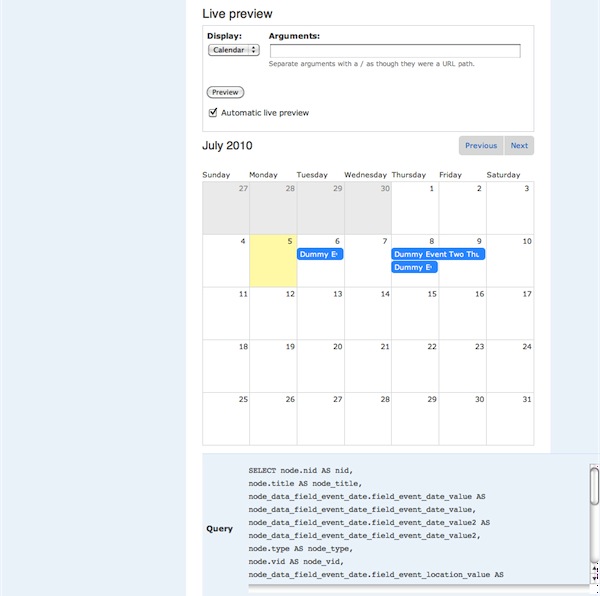 Live preview
Display: Arguments:
Calendar
Separate arguments with a / as though they were a URL path.
Preview
Automatic live preview
July 2010
Previous Next
Sunday Monday Tuesday Wednesday Thursday Friday Saturday
27 28 29 30 1 2 3
4 5 6 7 8 9 10
Dummy Dummy Event Two
Dummy
11 12 13 14 15 16 17
18 19 20 21 22 23 24
25 26 27 28 29 30 31
SELECT node.nid AS nid,
node.title AS node_title,
node_data_field_event_date.field_event_date_value AS
node_data_field_event_date_field_event_date_value,
node_data_field_event_date.field_event_date_value2 AS
Query
node_data_field_event_date_field_event_date_value2,
node.type AS node_type,
node.vid AS node_vid,
node_data_field_event_date.field_event_location_value AS